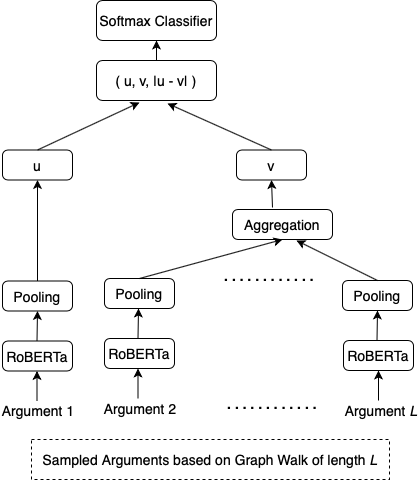 Softmax Classifier
( u, v, |u - v| )
u
v
Aggregation
Pooling
Pooling
Pooling
RoBERTa
RoBERTa
RoBERTa
Argument 1
Argument 2
Argument L
Sampled Arguments based on Graph Walk of length L